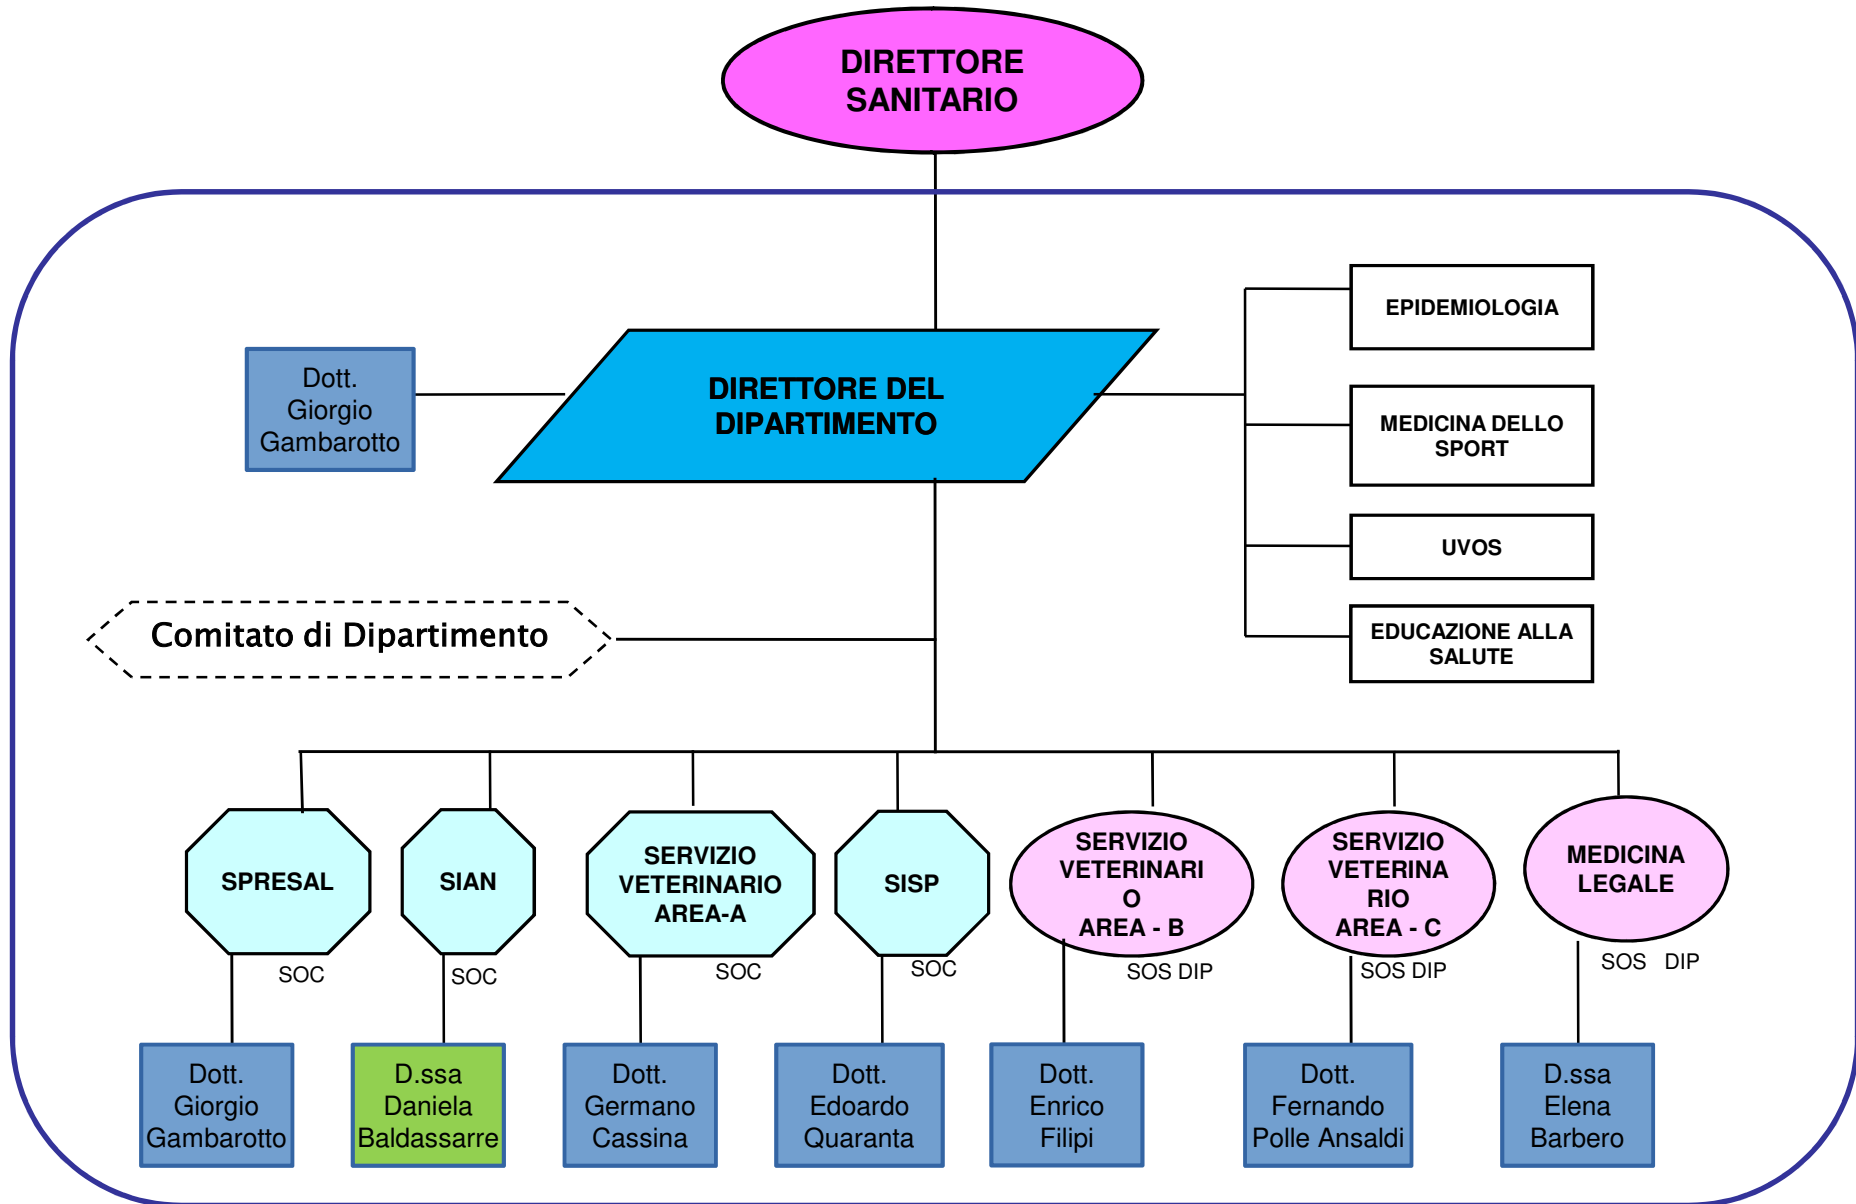 DIRETTORE
SANITARIO
EPIDEMIOLOGIA
Dott.
Giorgio
Gambarotto
DIRETTORE DEL
DIPARTIMENTO
MEDICINA DELLO
SPORT
UVOS
EDUCAZIONE ALLA
SALUTE
Comitato di Dipartimento
SPRESAL
SOC
SIAN
SOC
SERVIZIO
VETERINARIO
AREA-A
SOC
SISP
SOC
SERVIZIO
VETERINARI
O
AREA - B
SOS DIP
SERVIZIO
VETERINA
RIO
AREA - C
SOS DIP
MEDICINA
LEGALE
SOS DIP
Dott.
Giorgio
Gambarotto
D.ssa
Daniela
Baldassarre
Dott.
Germano
Cassina
Dott.
Edoardo
Quaranta
Dott.
Enrico
Filipi
Dott.
Fernando
Polle Ansaldi
D.ssa
Elena
Barbero